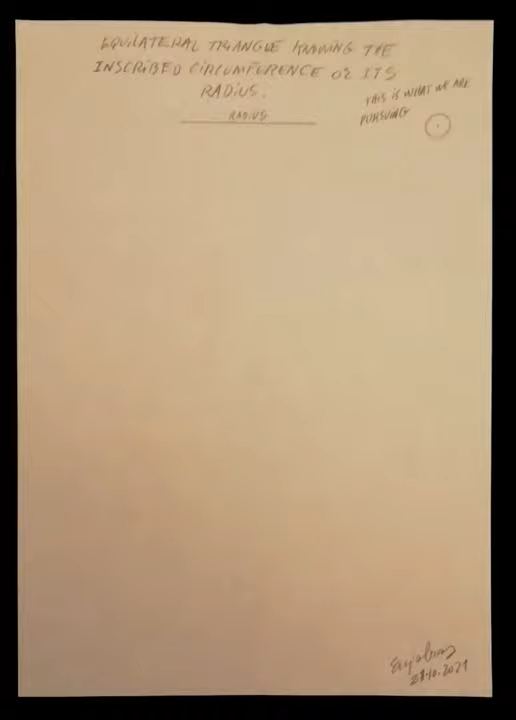 EQUILATERAL TRIANGLE KNOWING THE
INSCRIBED CIRCUMFERENCE OR ITS
RADIUS.
RADIUS
THIS IS WHAT WE ARE
PURSUING
28.10.2021